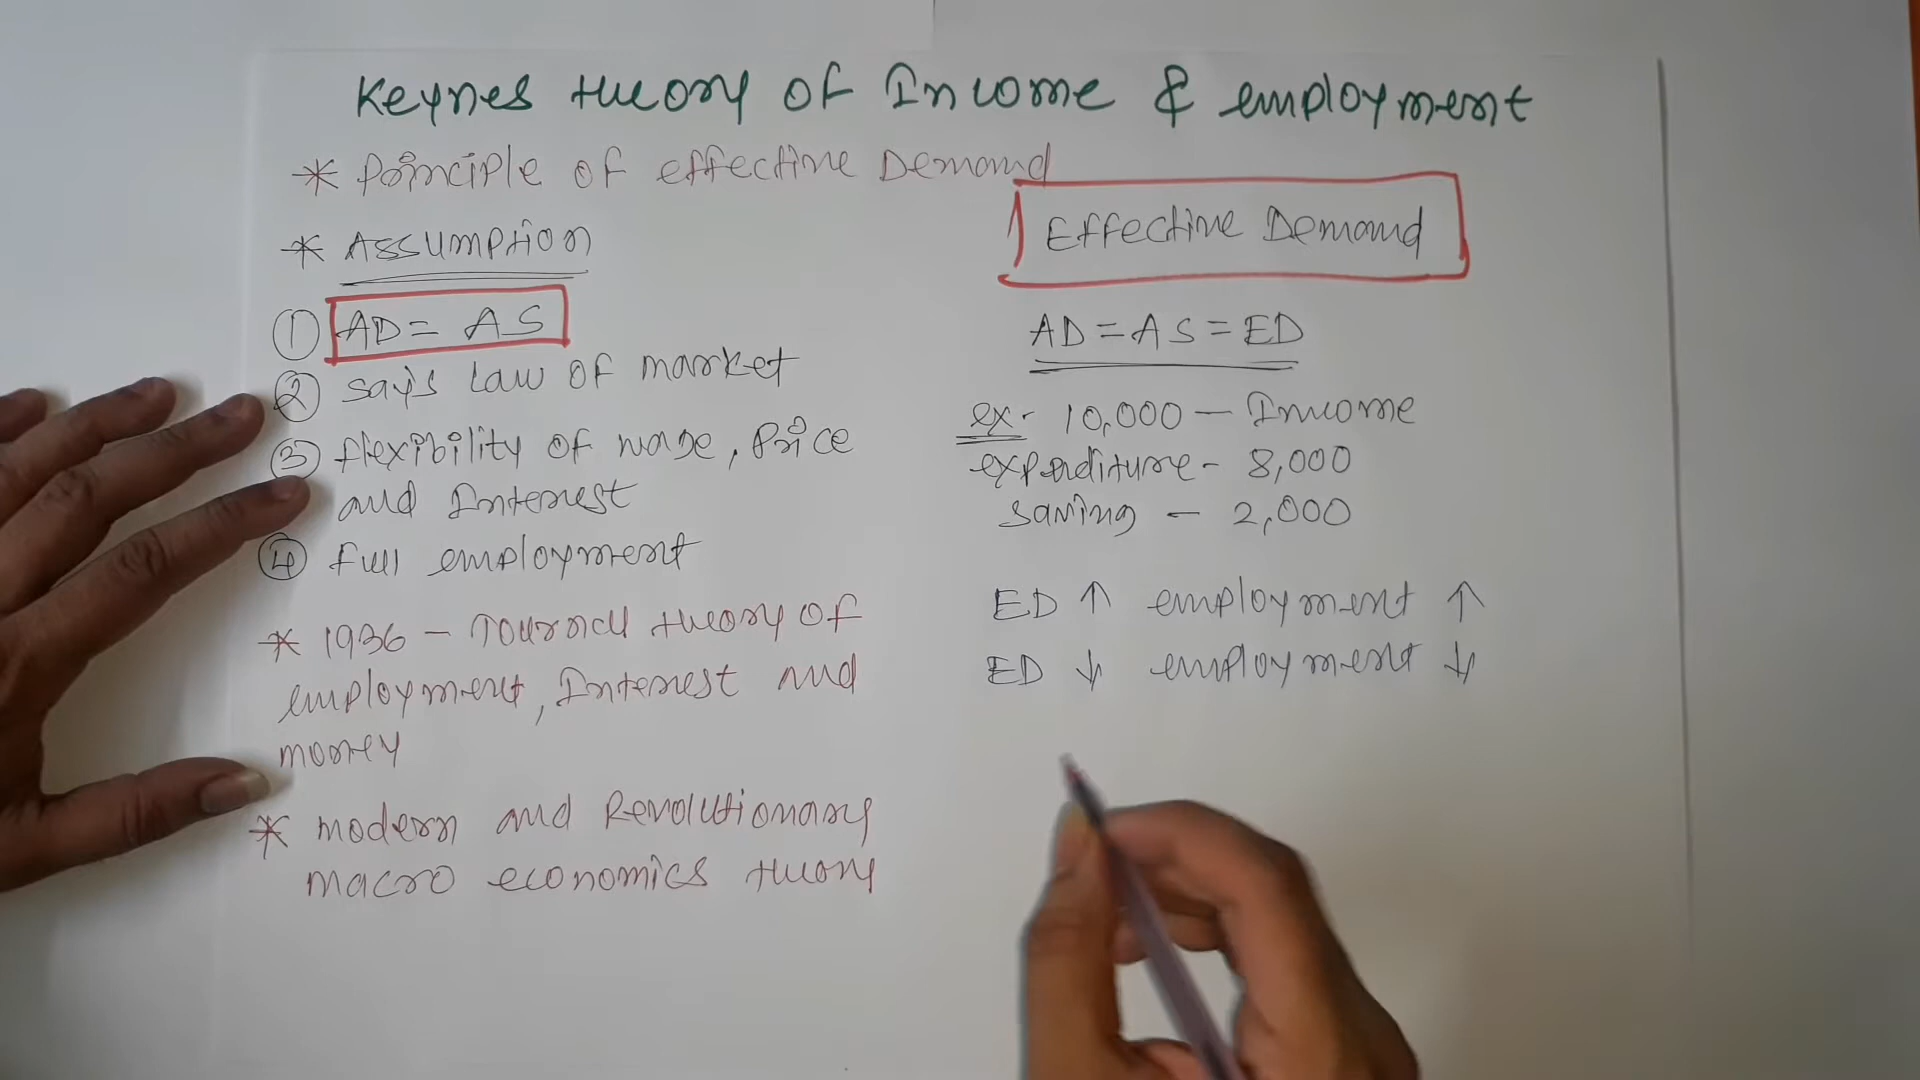 Keynes theory of Income & employment
* Principle of effective Demand
* Assumption
① AD = AS
② say's Law of market
③ flexibility of wage, Price
and Interest
④ Full employment
* 1936 - theory of
employment, Interest and
money
* modern and Revolutionary
macro economics theory
Effective Demand
AD = AS = ED
ex- 10,000 - Income
expenditure - 8,000
saving - 2,000
ED ↑ employment ↑
ED ↓ employment ↓